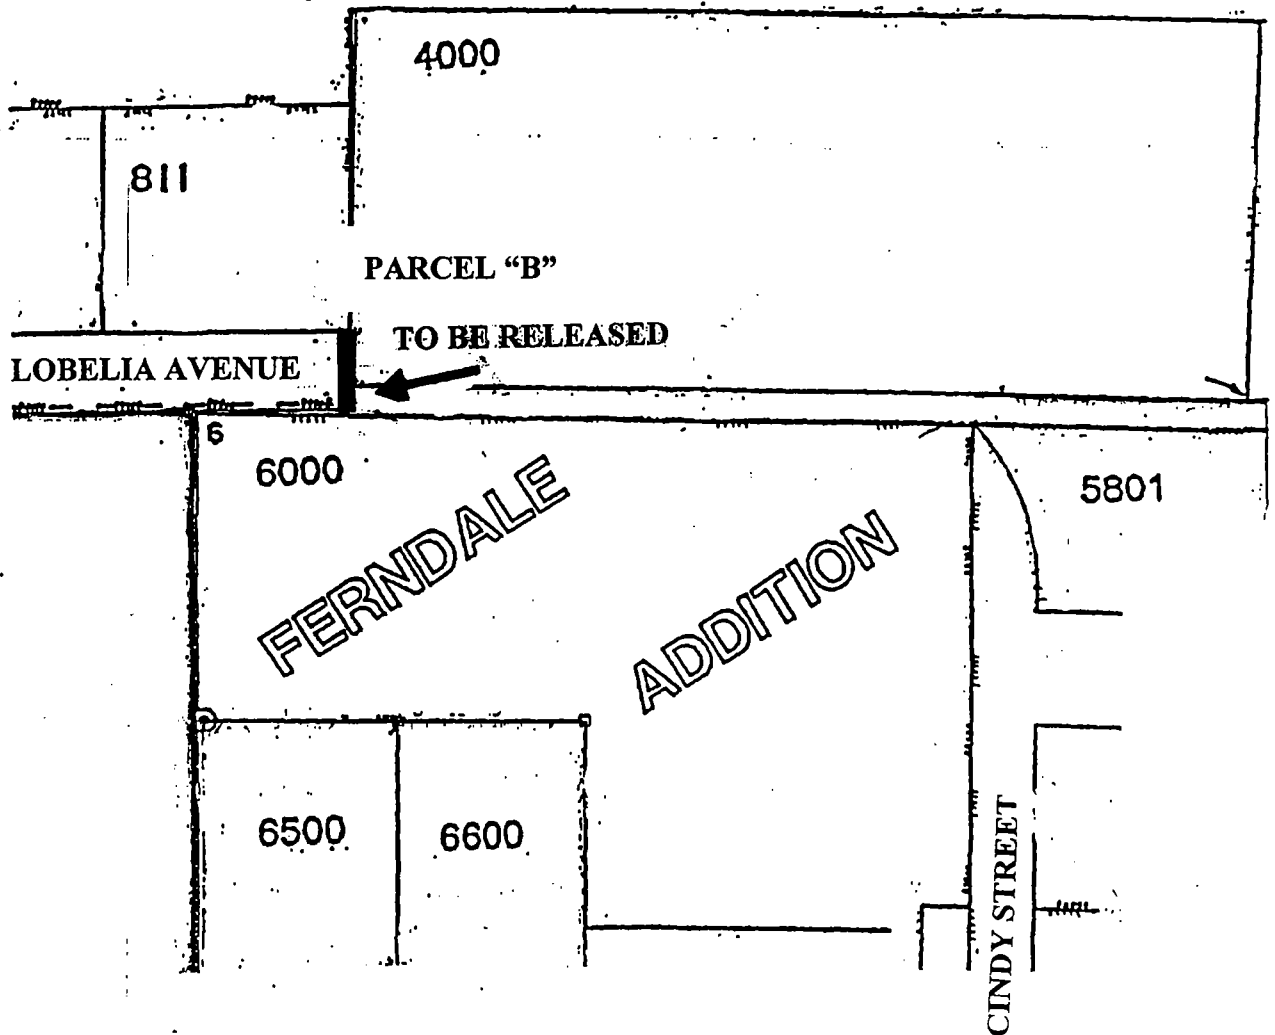 4000
811
PARCEL “B”
TO BE RELEASED
LOBELIA AVENUE
6
6000
5801
FERNDALE
ADDITION
6500
6600
CINDY STREET